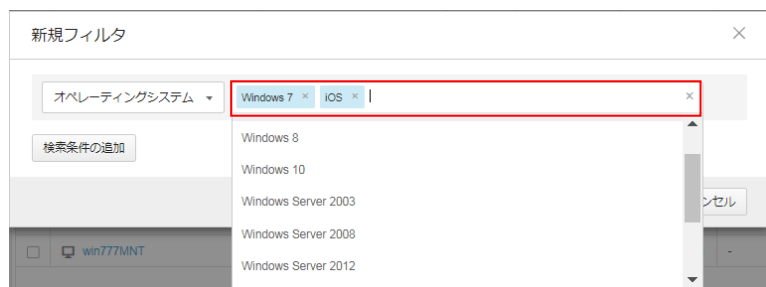 新規フィルタ ×
オペレーティングシステム ▾ Windows 7 × iOS × ×
検索条件の追加
Windows 8
Windows 10
Windows Server 2003
Windows Server 2008
Windows Server 2012
ンセル
win777MNT -